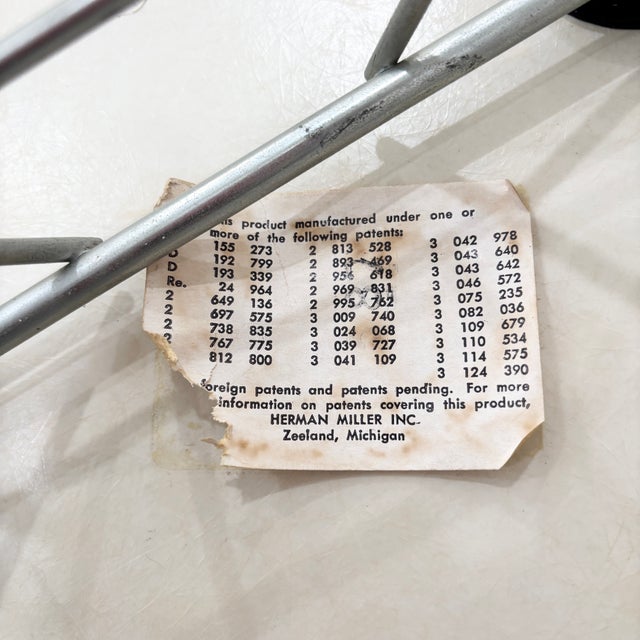 his product manufactured under one or
more of the following patents:
155 273 2 813 528 3 042 978
D 192 799 2 893 469 3 043 640
D 193 339 2 956 618 3 043 642
Re. 24 964 2 969 831 3 046 572
2 649 136 2 995 762 3 075 235
2 697 575 3 009 740 3 082 036
2 738 835 3 024 068 3 109 679
2 767 775 3 039 727 3 110 534
812 800 3 041 109 3 114 575
3 124 390
foreign patents and patents pending. For more
information on patents covering this product,
HERMAN MILLER INC.
Zeeland, Michigan